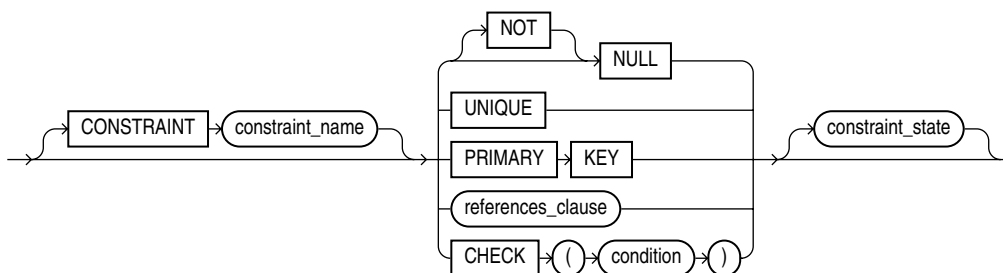 NOT
NULL
UNIQUE
CONSTRAINT constraint_name
constraint_state
PRIMARY KEY
references_clause
CHECK ( condition )